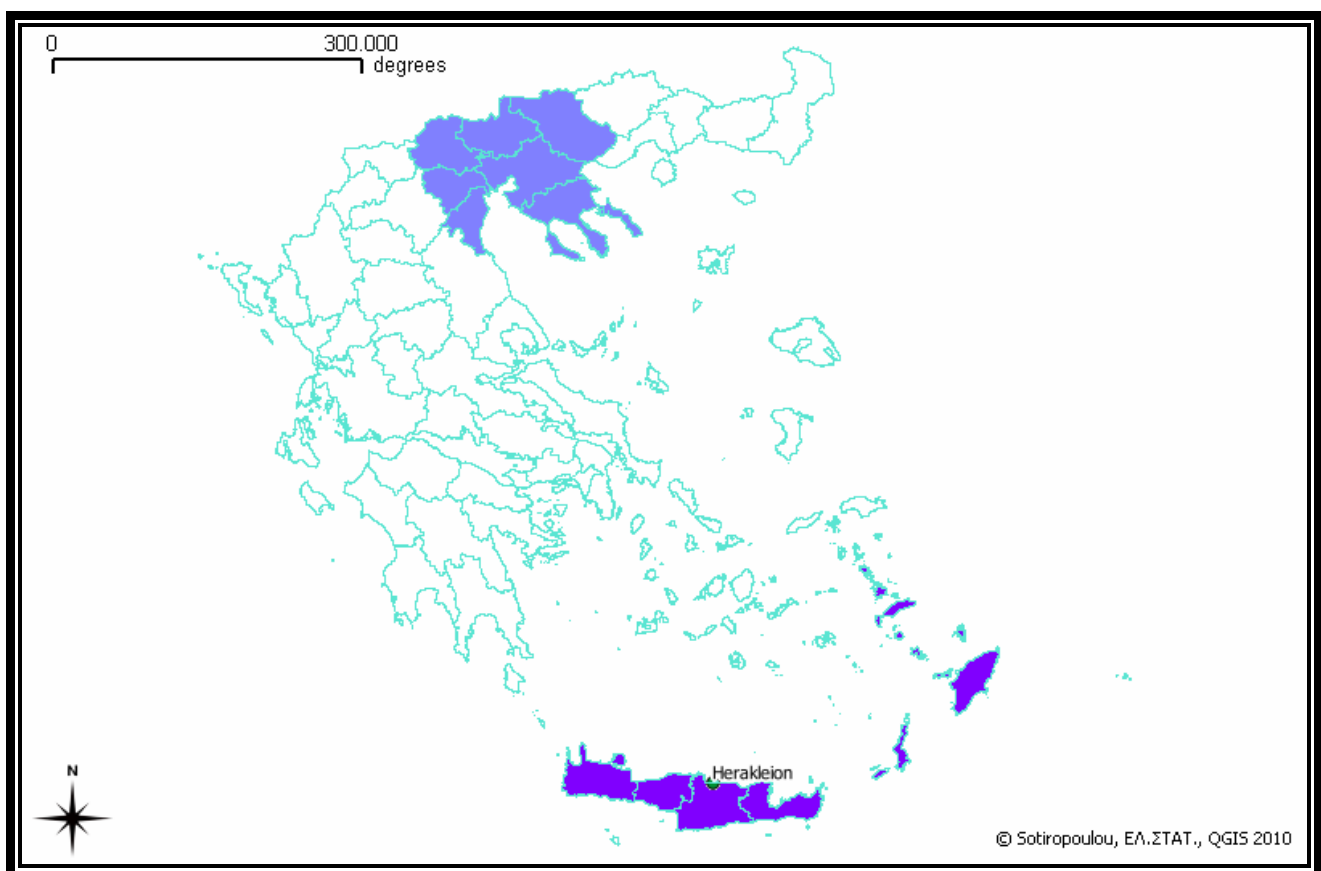 0 300.000
degrees
Herakleion
N
© Sotiropoulou, ΕΛ.ΣΤΑΤ., QGIS 2010